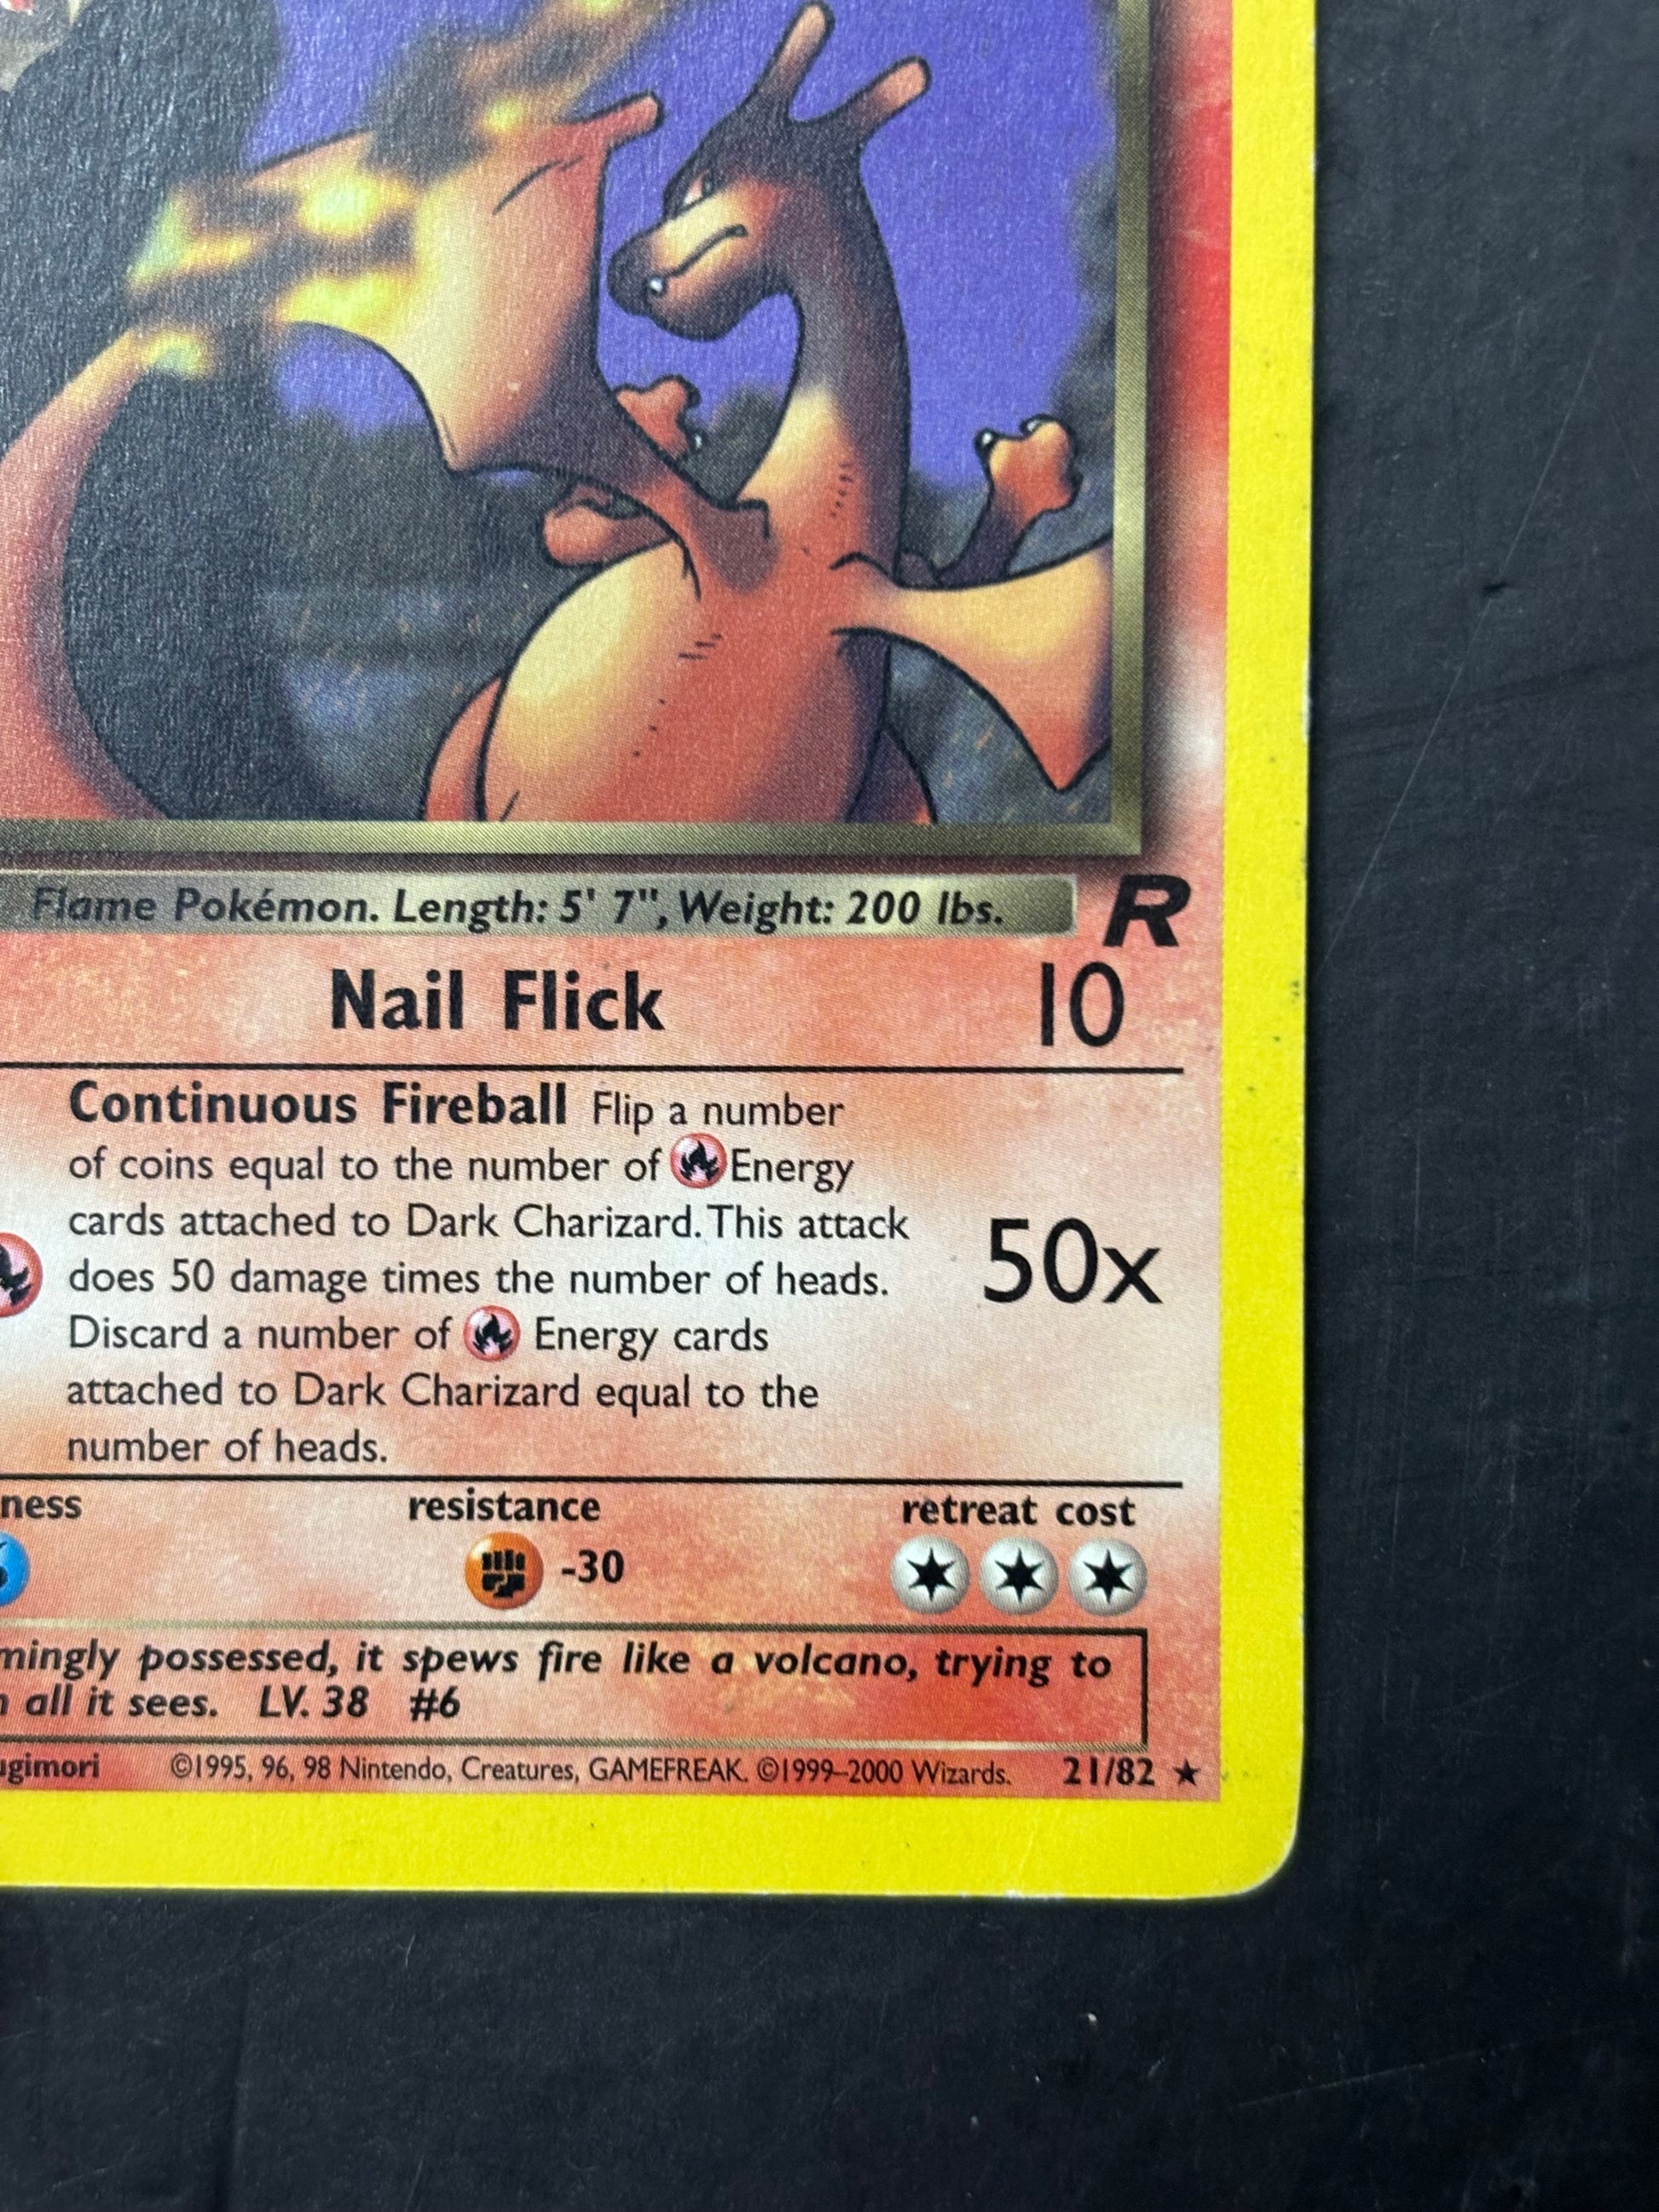 Flame Pokémon. Length: 5' 7", Weight: 200 lbs.
R
Nail Flick 10
Continuous Fireball Flip a number
of coins equal to the number of Energy
cards attached to Dark Charizard. This attack
does 50 damage times the number of heads.
Discard a number of Energy cards
attached to Dark Charizard equal to the
number of heads.
50x
ness resistance retreat cost
-30
mingly possessed, it spews fire like a volcano, trying to
all it sees. LV. 38 #6
ugimori ©1995, 96, 98 Nintendo, Creatures, GAMEFREAK. ©1999–2000 Wizards. 21/82 ★